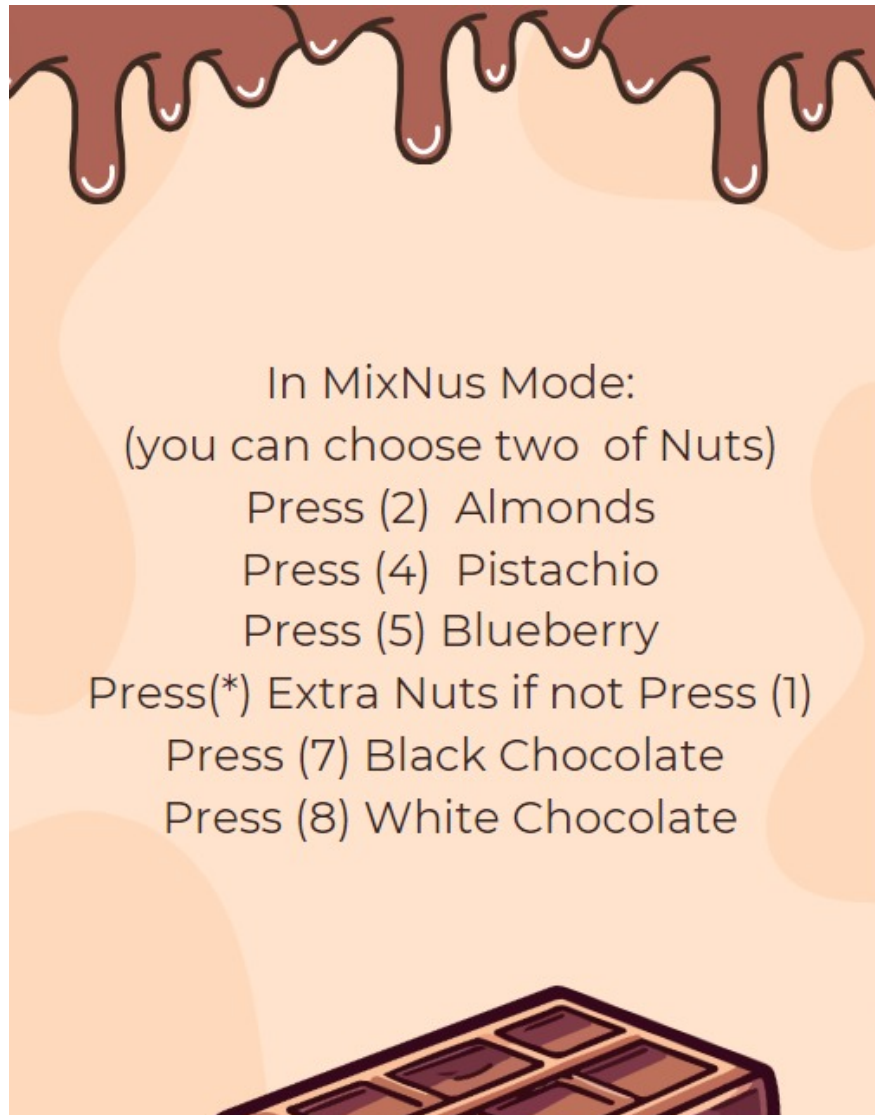 In MixNus Mode:
(you can choose two  of Nuts)
Press (2)  Almonds
Press (4)  Pistachio
Press (5) Blueberry
Press(*) Extra Nuts if not Press (1)
Press (7) Black Chocolate
Press (8) White Chocolate